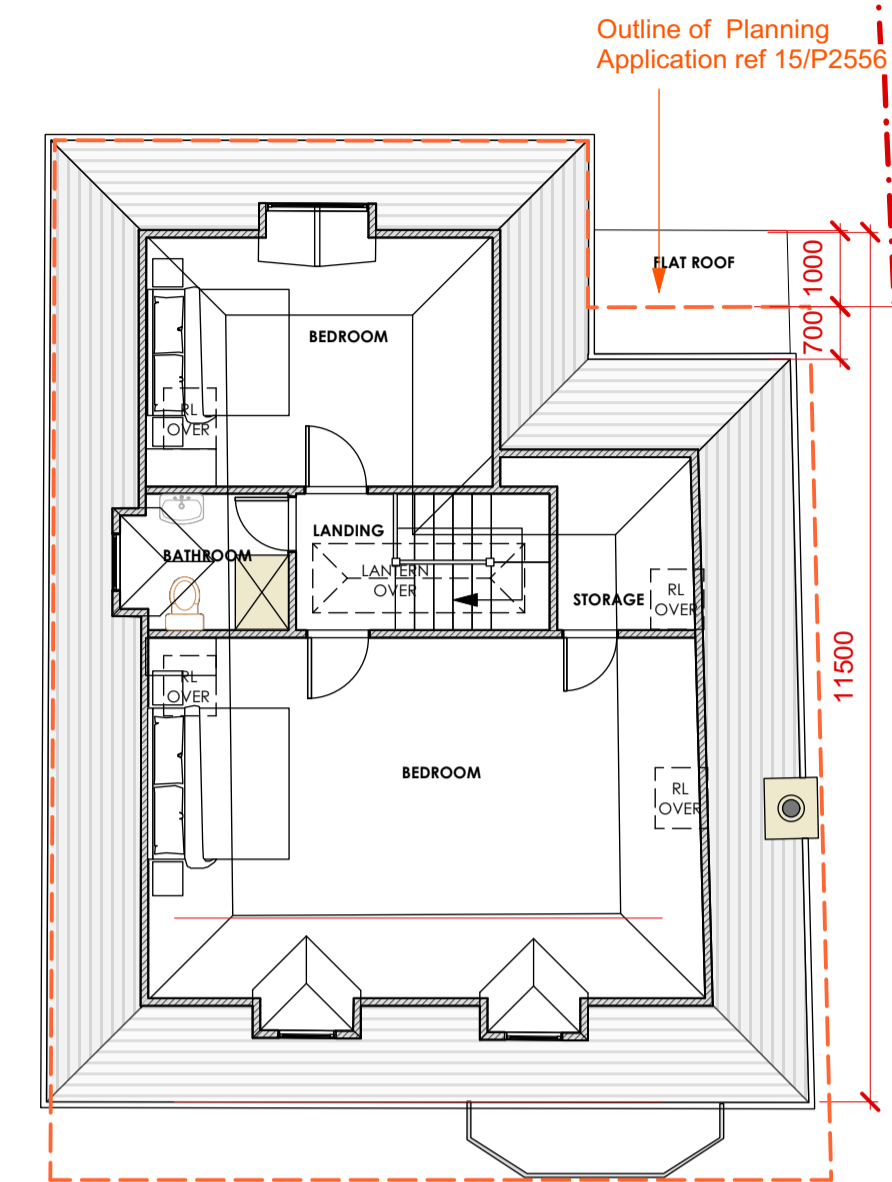 Outline of Planning
Application ref 15/P2556
FLAT ROOF
1000
700
BEDROOM
RL
OVER
LANDING
BATHROOM
LANTERN
OVER
STORAGE
RL
OVER
RL
OVER
11500
BEDROOM
RL
OVER